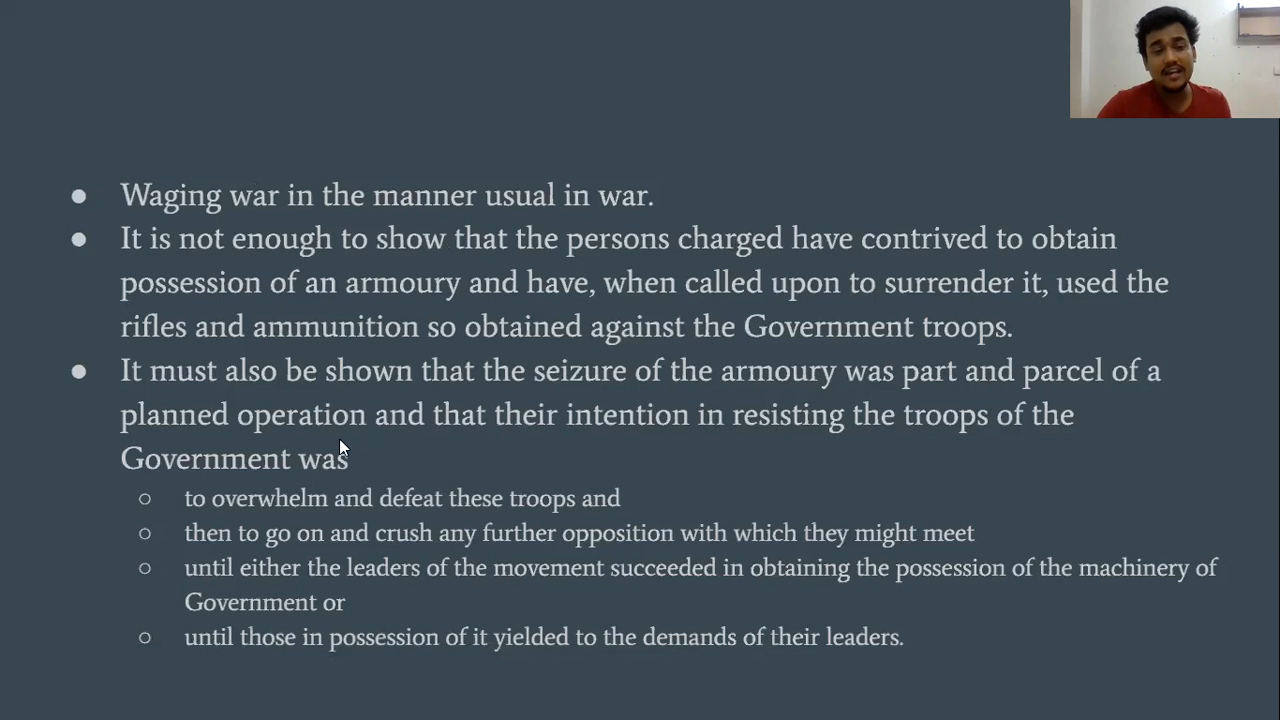 ● Waging war in the manner usual in war.
● It is not enough to show that the persons charged have contrived to obtain
possession of an armoury and have, when called upon to surrender it, used the
rifles and ammunition so obtained against the Government troops.
● It must also be shown that the seizure of the armoury was part and parcel of a
planned operation and that their intention in resisting the troops of the
Government was
○ to overwhelm and defeat these troops and
○ then to go on and crush any further opposition with which they might meet
○ until either the leaders of the movement succeeded in obtaining the possession of the machinery of
Government or
○ until those in possession of it yielded to the demands of their leaders.